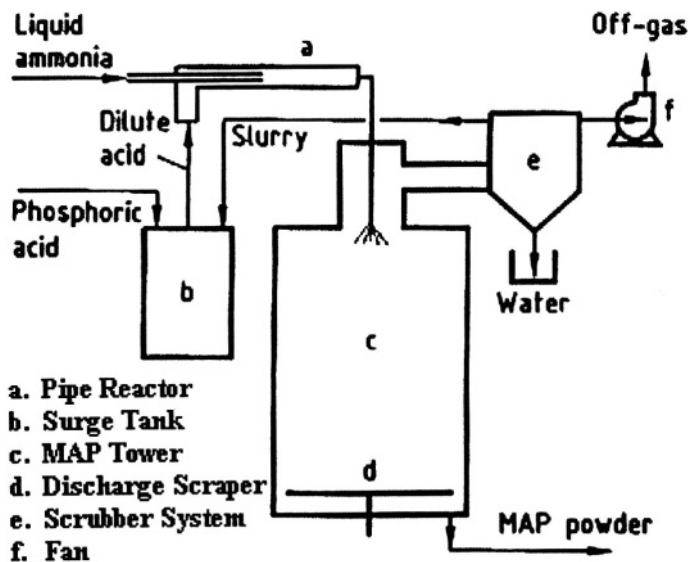 Liquid
ammonia
a
Off-gas
f
Dilute
acid
Slurry
e
Phosphoric
acid
b
Water
c
a. Pipe Reactor
b. Surge Tank
c. MAP Tower
d. Discharge Scraper
e. Scrubber System
f. Fan
d
MAP powder